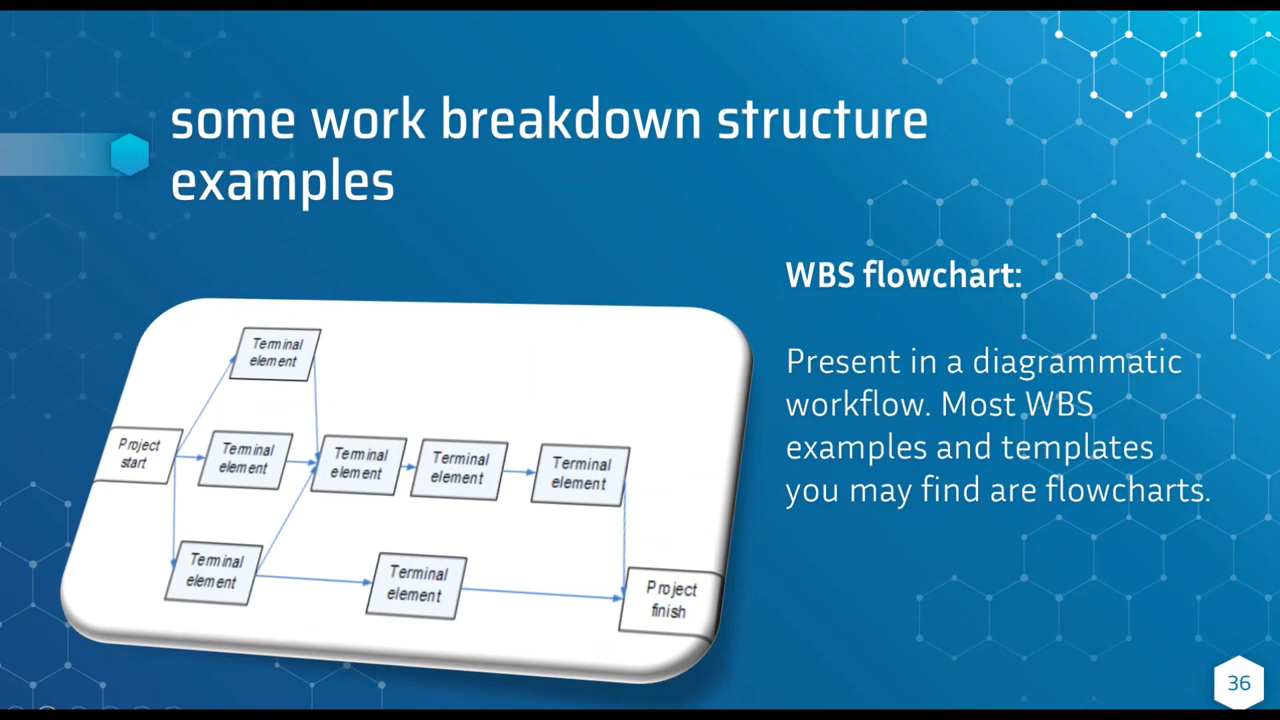 some work breakdown structure
examples
WBS flowchart:
Present in a diagrammatic
workflow. Most WBS
examples and templates
you may find are flowcharts.
Terminal
element
Project
start
Terminal
element
Terminal
element
Terminal
element
Terminal
element
Terminal
element
Terminal
element
Project
finish
36